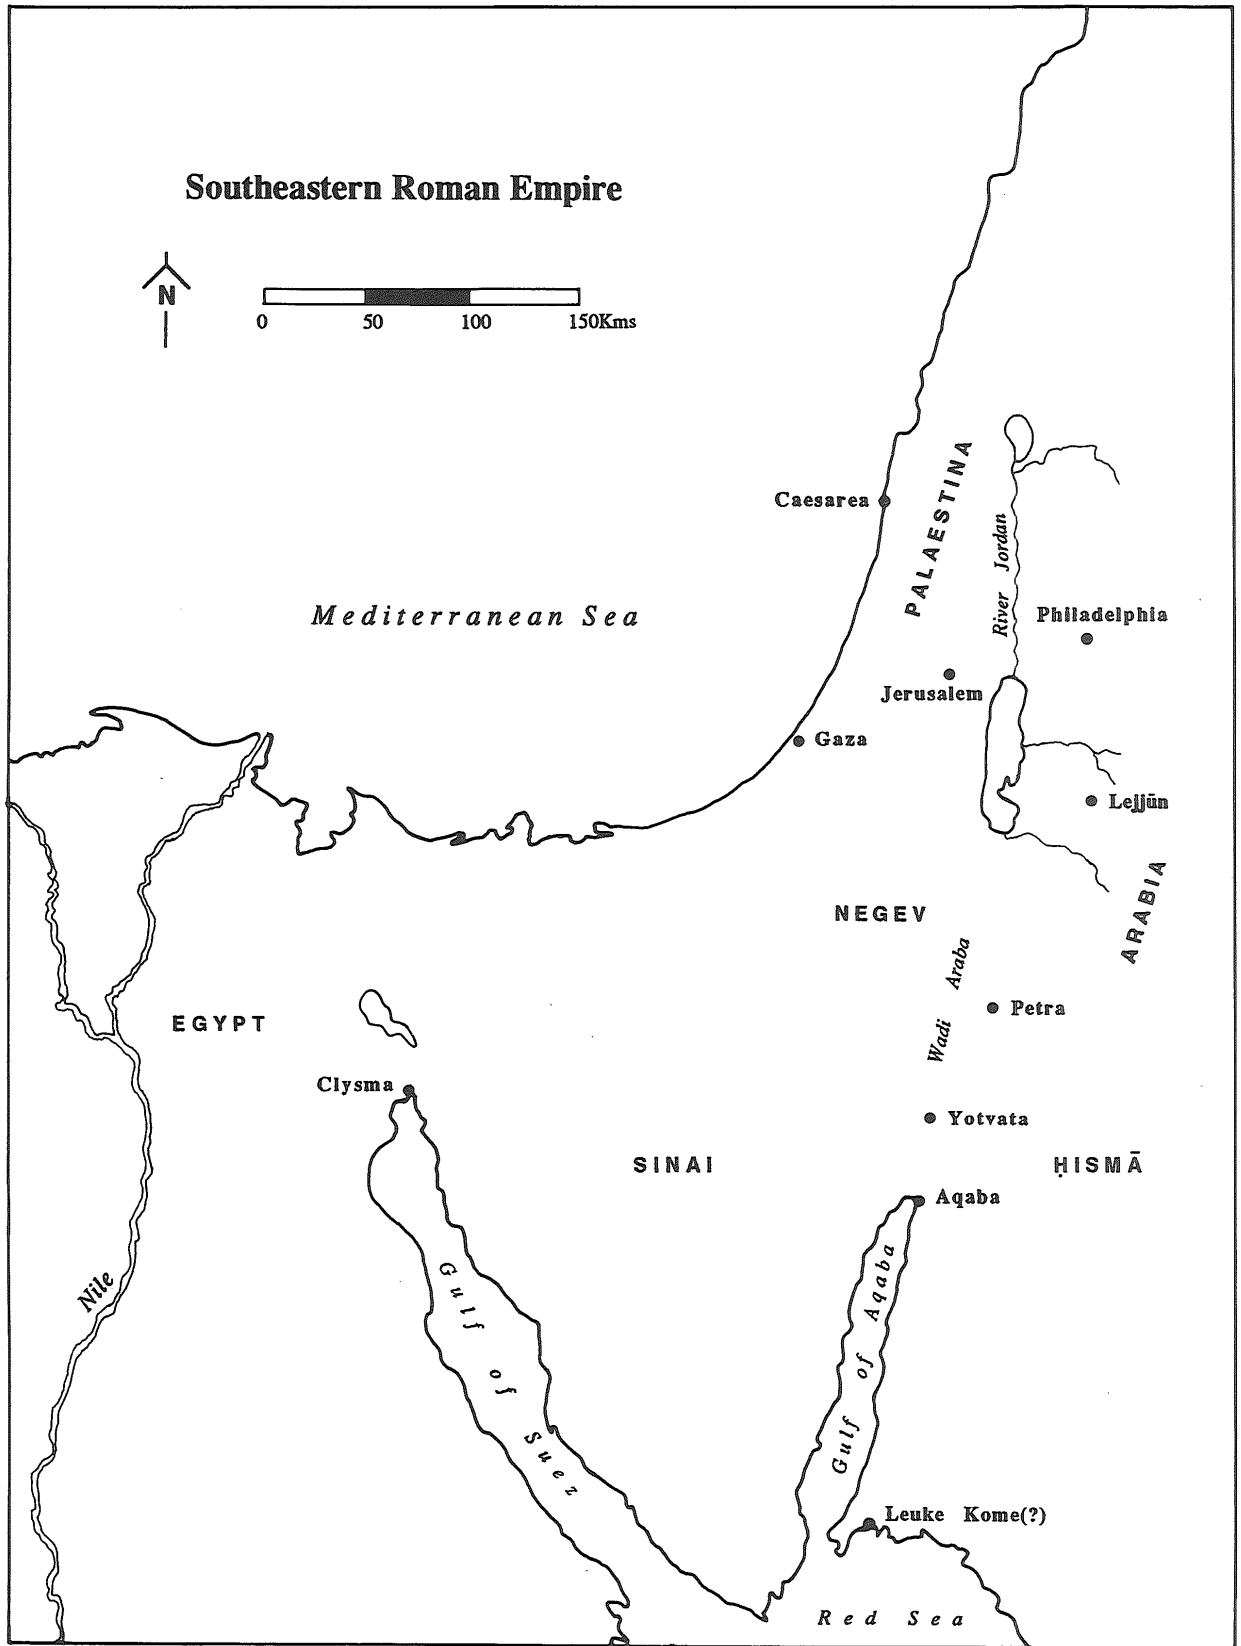 Southeastern Roman Empire
N
0 50 100 150Kms
Caesarea
PALAESTINA
River Jordan
Mediterranean Sea
Philadelphia
Jerusalem
Gaza
Lejjūn
ARABIA
NEGEV
Wadi Araba
Petra
EGYPT
Clysma
Yotvata
SINAI
ḤISMĀ
Aqaba
Nile
Gulf of Suez
Gulf of Aqaba
Leuke Kome(?)
Red Sea